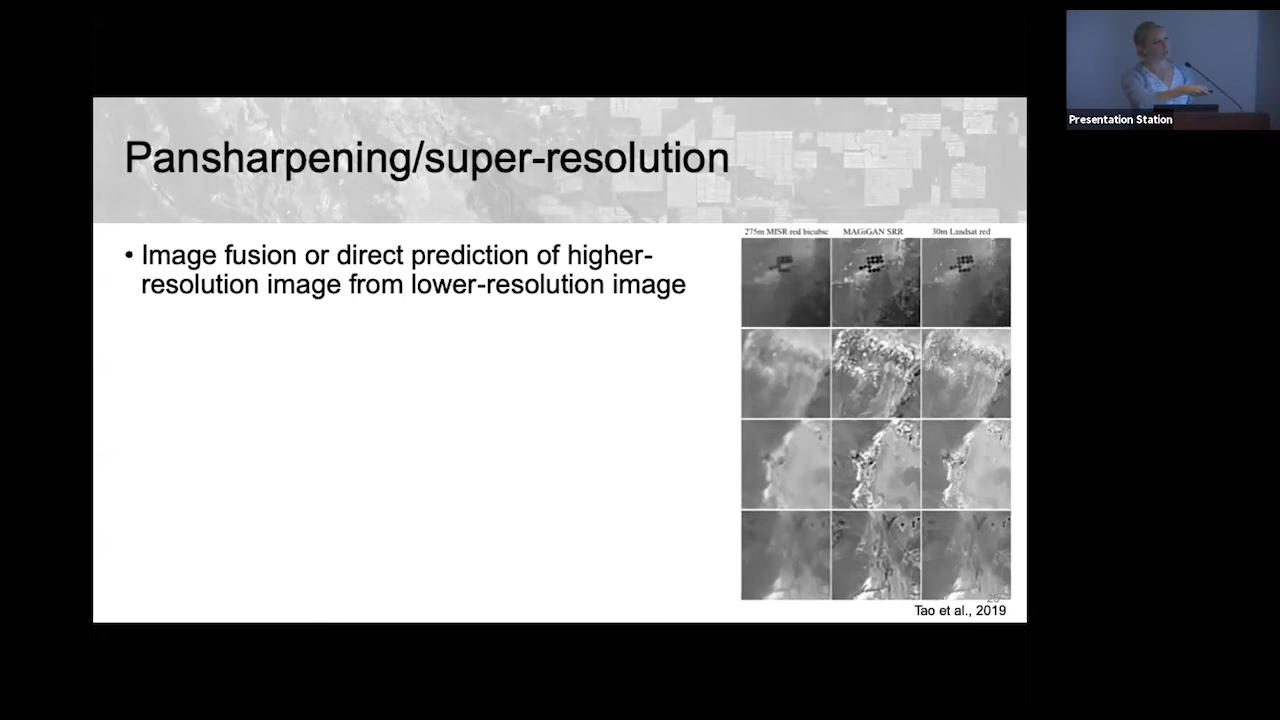 Presentation Station
Pansharpening/super-resolution
• Image fusion or direct prediction of higher-
resolution image from lower-resolution image
275m MISR red bicubic MAGiGAN SRR 30m Landsat red
Tao et al., 2019